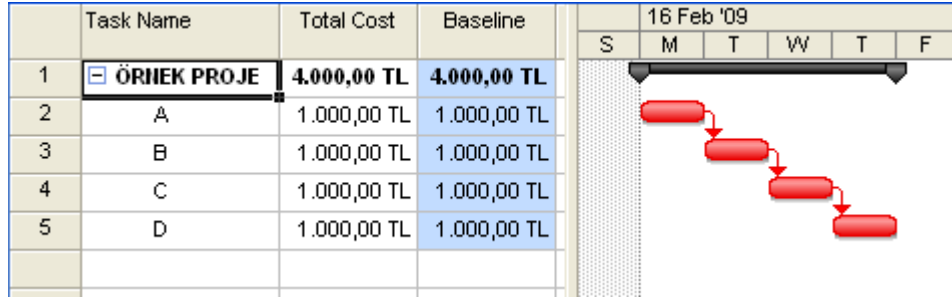 Task Name Total Cost Baseline 16 Feb '09
S M T W T F
1 ÖRNEK PROJE 4.000,00 TL 4.000,00 TL
2 A 1.000,00 TL 1.000,00 TL
3 B 1.000,00 TL 1.000,00 TL
4 C 1.000,00 TL 1.000,00 TL
5 D 1.000,00 TL 1.000,00 TL